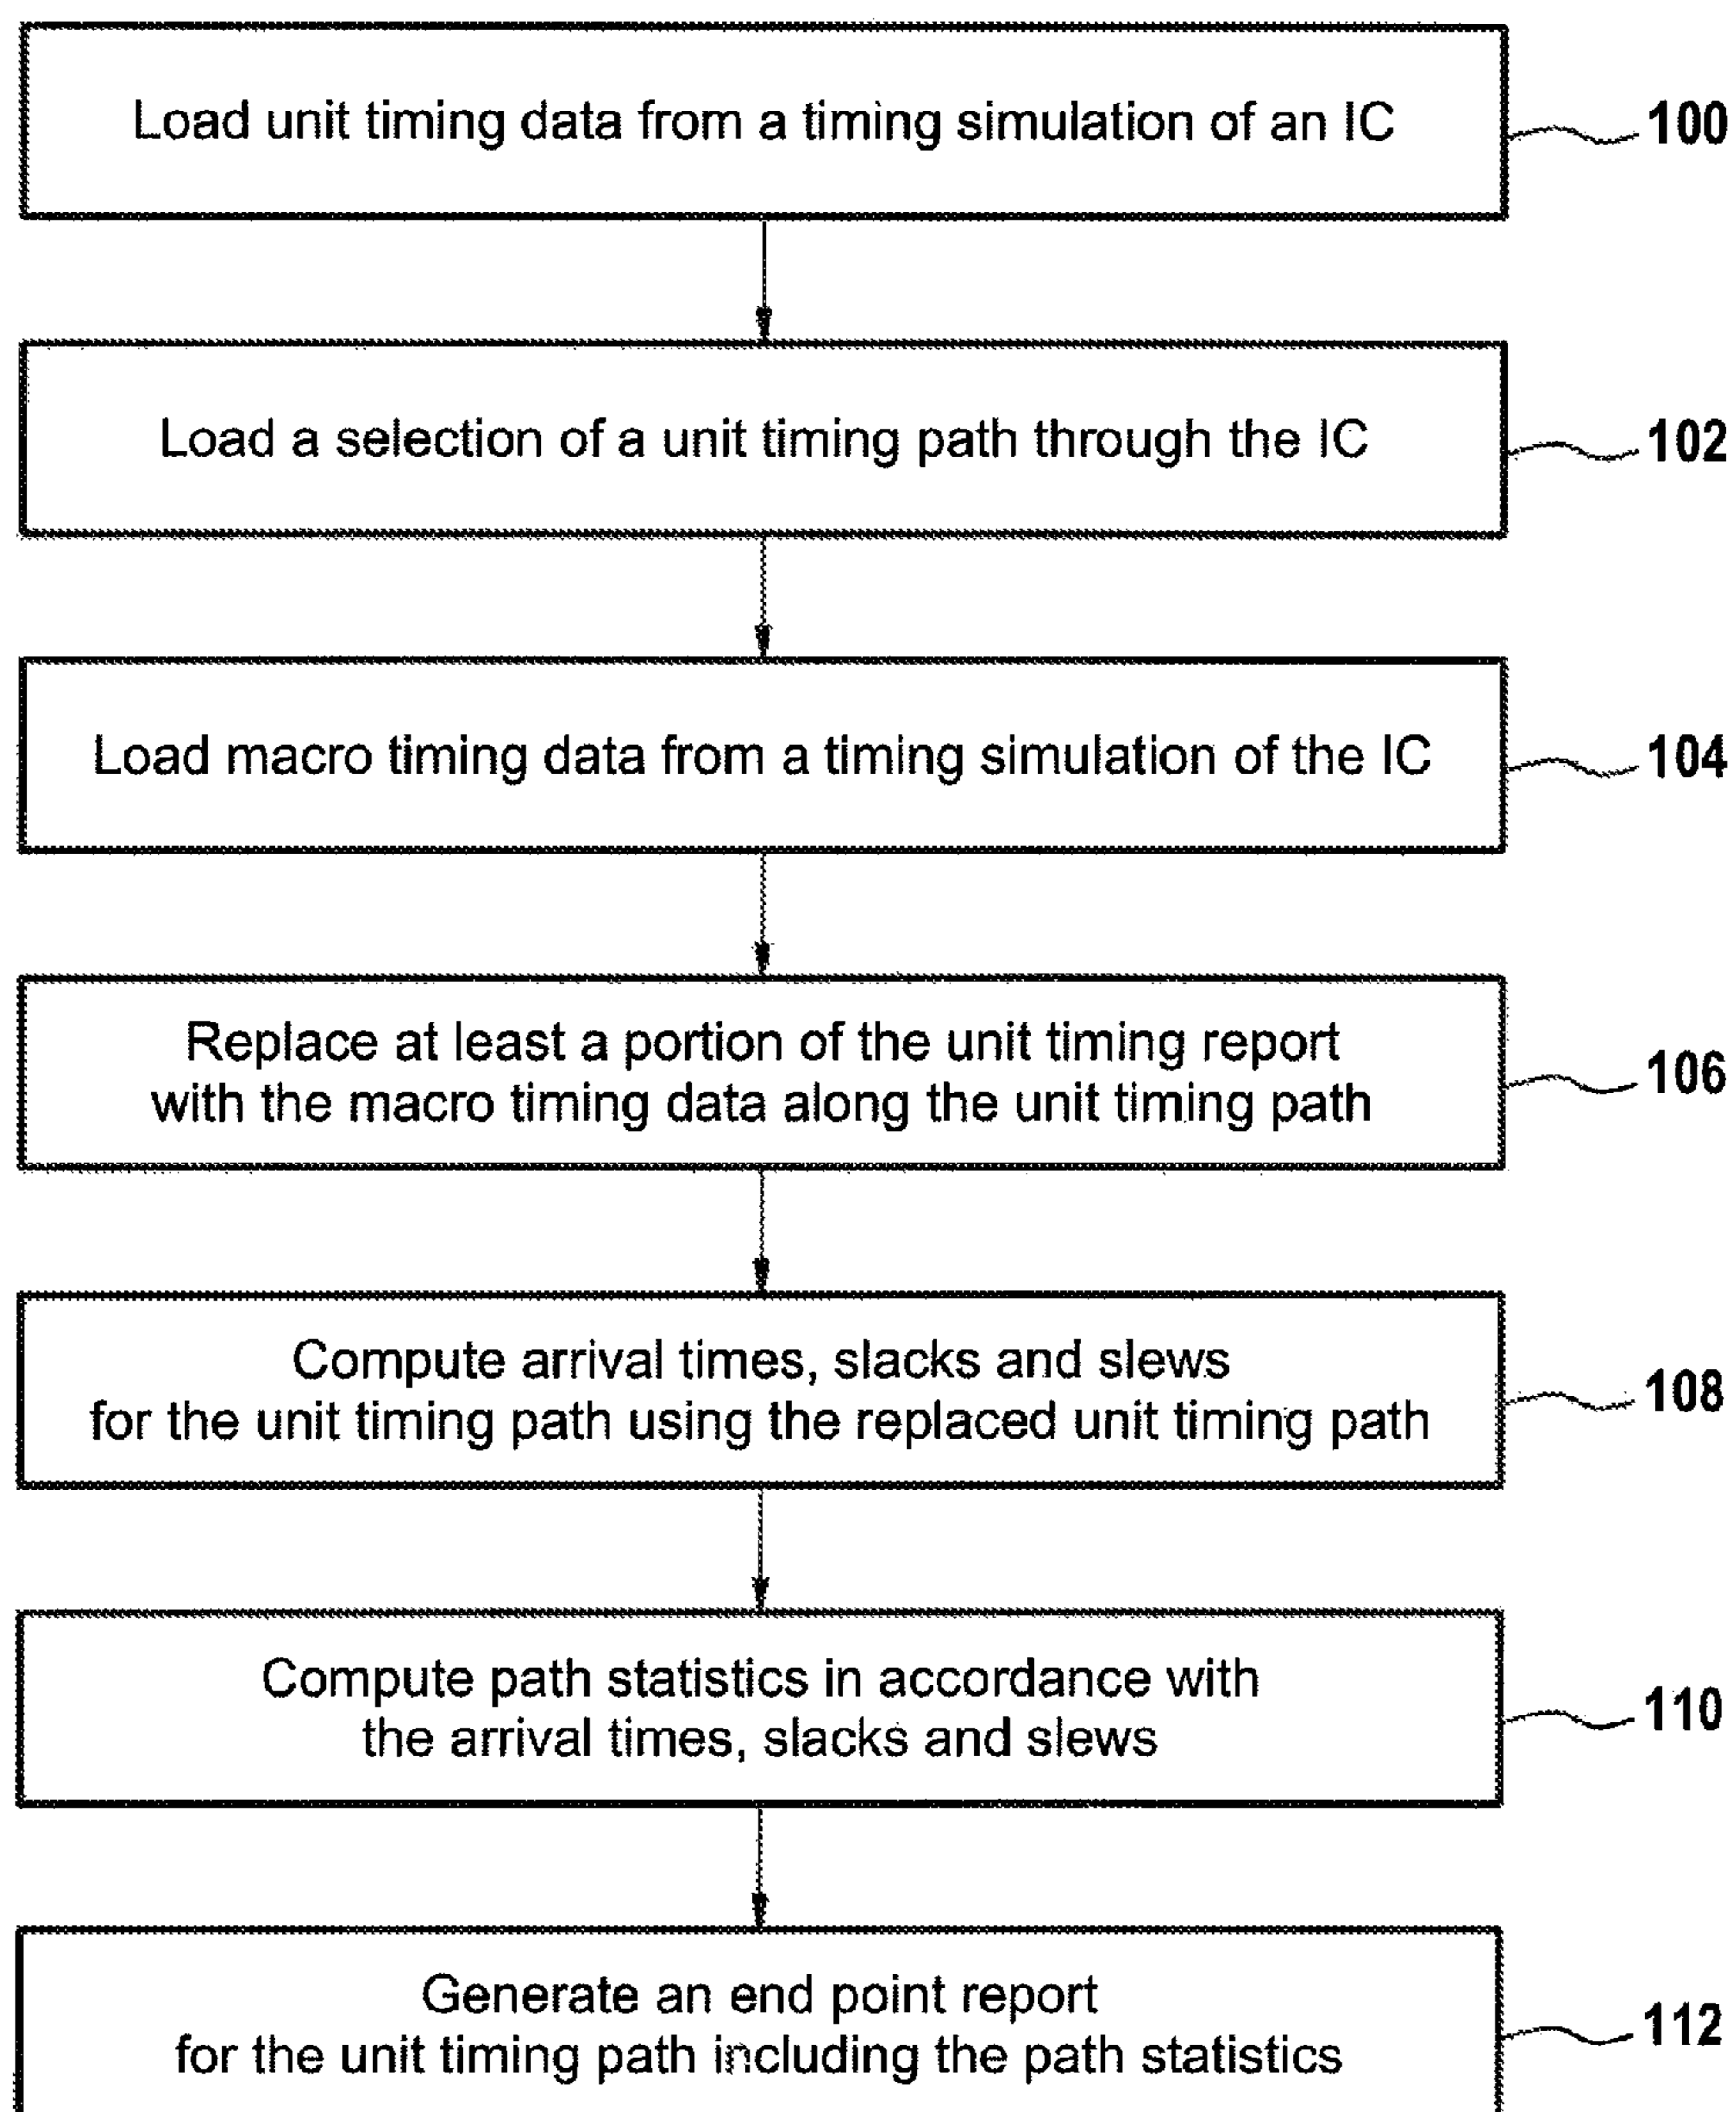 Load unit timing data from a timing simulation of an IC
100
Load a selection of a unit timing path through the IC
102
Load macro timing data from a timing simulation of the IC
104
Replace at least a portion of the unit timing report
with the macro timing data along the unit timing path
106
Compute arrival times, slacks and slews
for the unit timing path using the replaced unit timing path
108
Compute path statistics in accordance with
the arrival times, slacks and slews
110
Generate an end point report
for the unit timing path including the path statistics
112